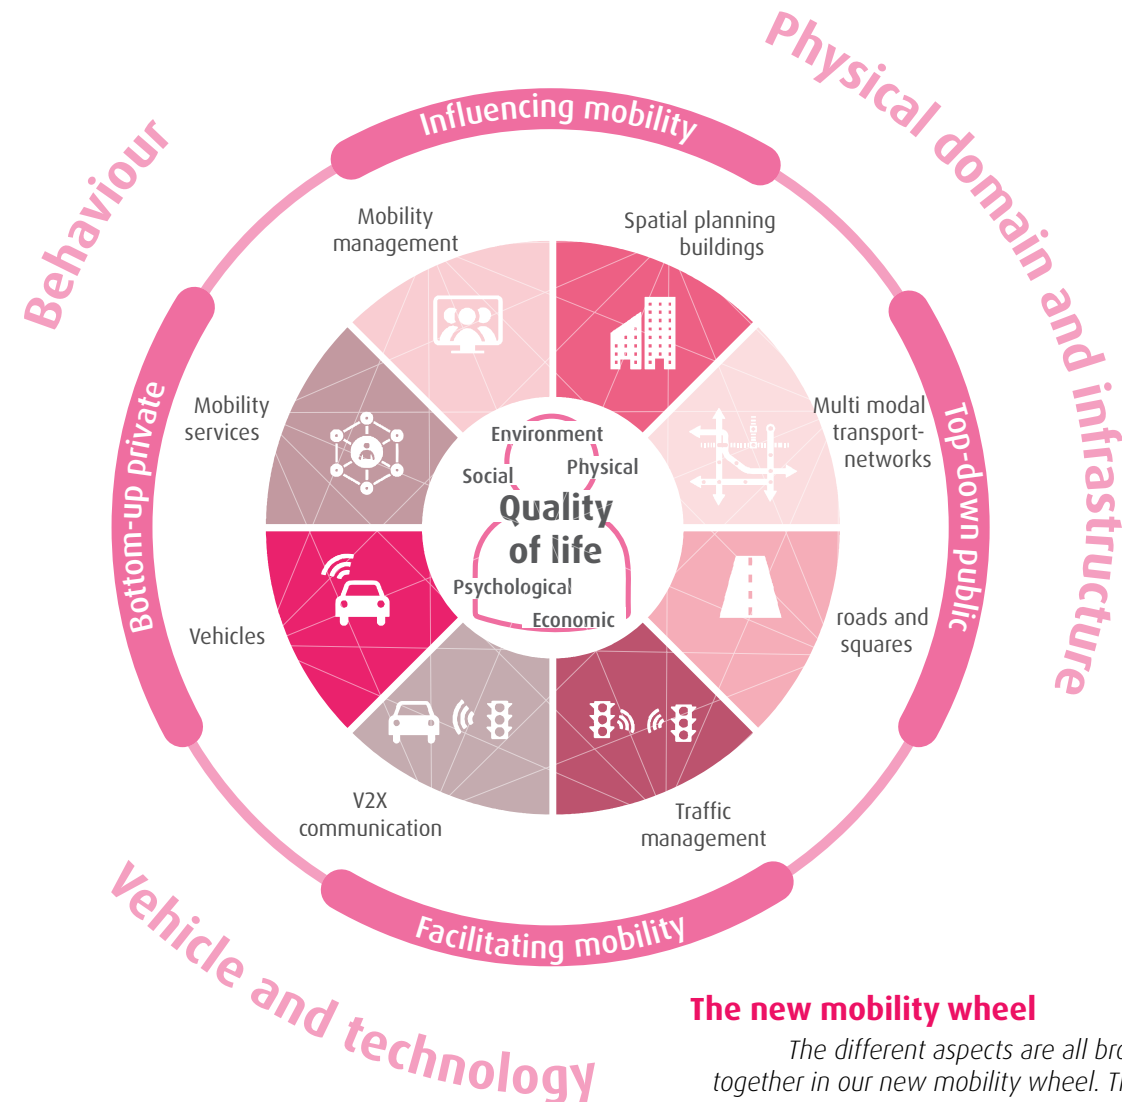 Physical domain and infrastructure
Behaviour
Influencing mobility
Mobility
management
Spatial planning
buildings
Mobility
services
Multi modal
transport-
networks
Bottom-up private
Top-down public
Environment
Social
Physical
Quality
of life
Psychological
Economic
Vehicles
roads and
squares
V2X
communication
Traffic
management
Facilitating mobility
Vehicle and technology
The new mobility wheel
The different aspects are all bro
together in our new mobility wheel. T